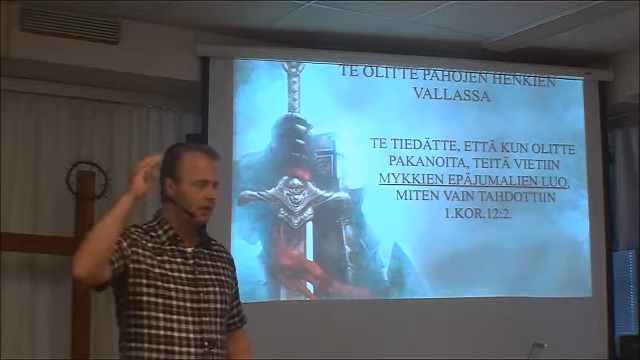 TE OLITTE PAHOJEN HENKIEN
VALLASSA
TE TIEDÄTTE, ETTÄ KUN OLITTE
PAKANOITA, TEITÄ VIETIIN
MYKKIEN EPÄJUMALIEN LUO,
MITEN VAIN TAHDOTTIIN
1.KOR.12:2.